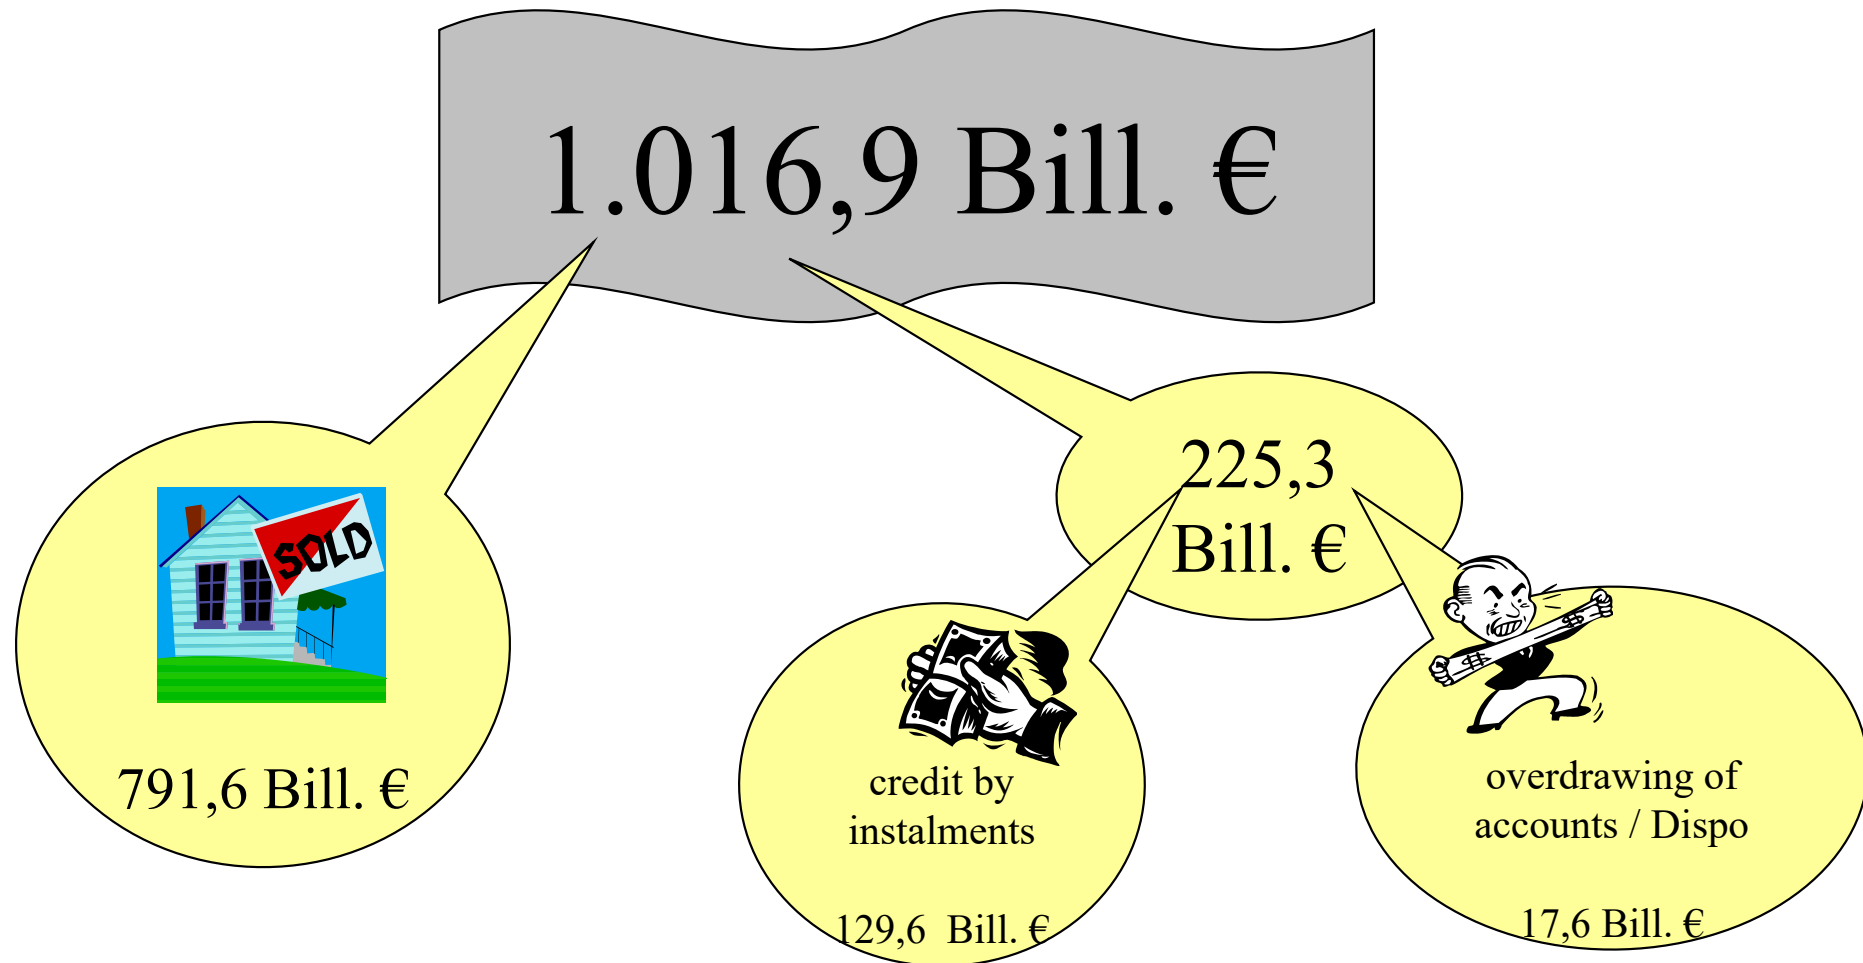 1.016,9 Bill. €
225,3
Bill. €
SOLD
791,6 Bill. €
credit by
instalments
129,6 Bill. €
$ $
overdrawing of
accounts / Dispo
17,6 Bill. €